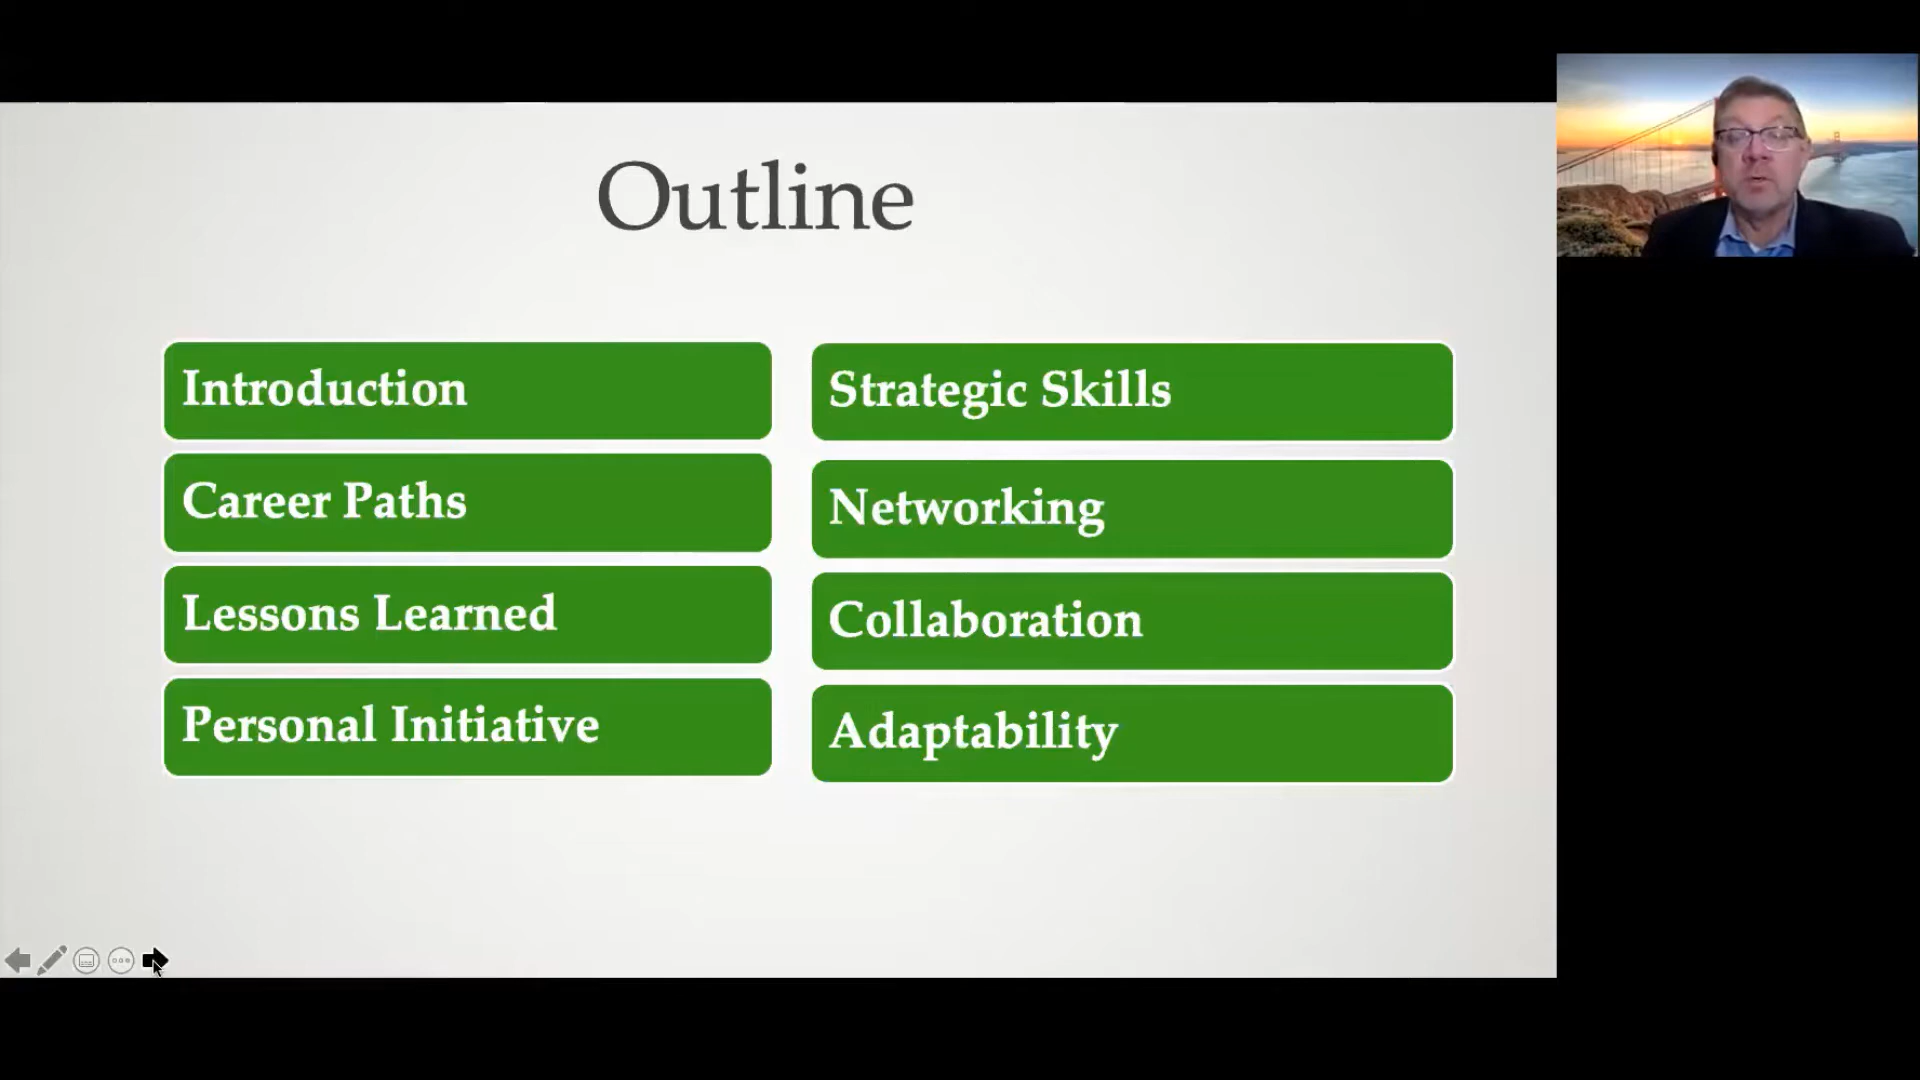 Outline
Introduction
Career Paths
Lessons Learned
Personal Initiative
Strategic Skills
Networking
Collaboration
Adaptability